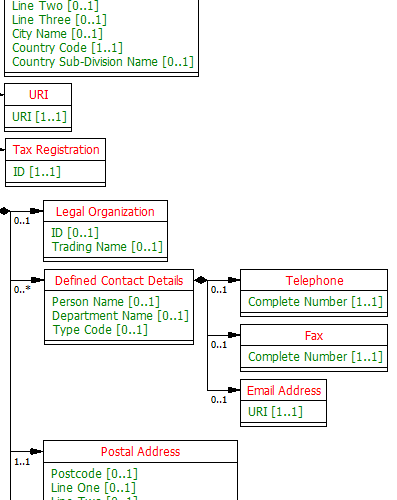 Line Two [0..1]
Line Three [0..1]
City Name [0..1]
Country Code [1..1]
Country Sub-Division Name [0..1]
URI
URI [1..1]
Tax Registration
ID [1..1]
0..1
Legal Organization
ID [0..1]
Trading Name [0..1]
0..*
Defined Contact Details
Person Name [0..1]
Department Name [0..1]
Type Code [0..1]
0..1
Telephone
Complete Number [1..1]
0..1
Fax
Complete Number [1..1]
0..1
Email Address
URI [1..1]
1..1
Postal Address
Postcode [0..1]
Line One [0..1]
Line Two [0..1]